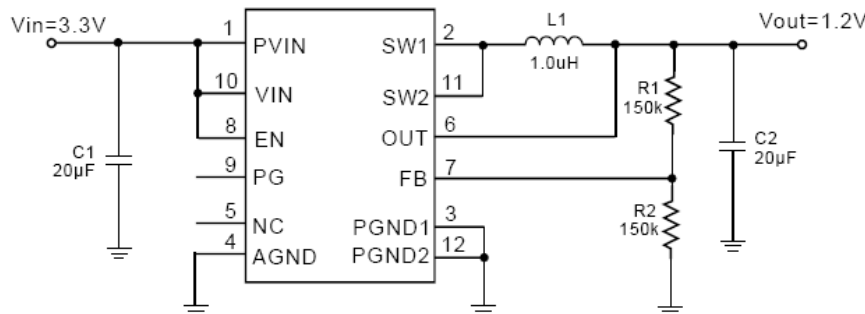 Vin=3.3V
1
PVIN
10
VIN
8
EN
9
PG
5
NC
4
AGND
C1
20µF
SW1
2
SW2
11
OUT
6
FB
7
PGND1
3
PGND2
12
L1
1.0uH
Vout=1.2V
R1
150k
R2
150k
C2
20µF